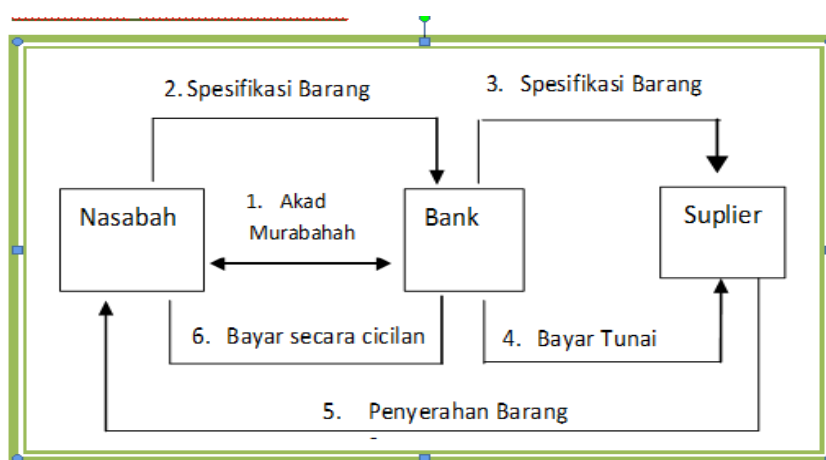 2. Spesifikasi Barang
3. Spesifikasi Barang
Nasabah
1. Akad
Murabahah
Bank
Suplier
6. Bayar secara cicilan
4. Bayar Tunai
5. Penyerahan Barang